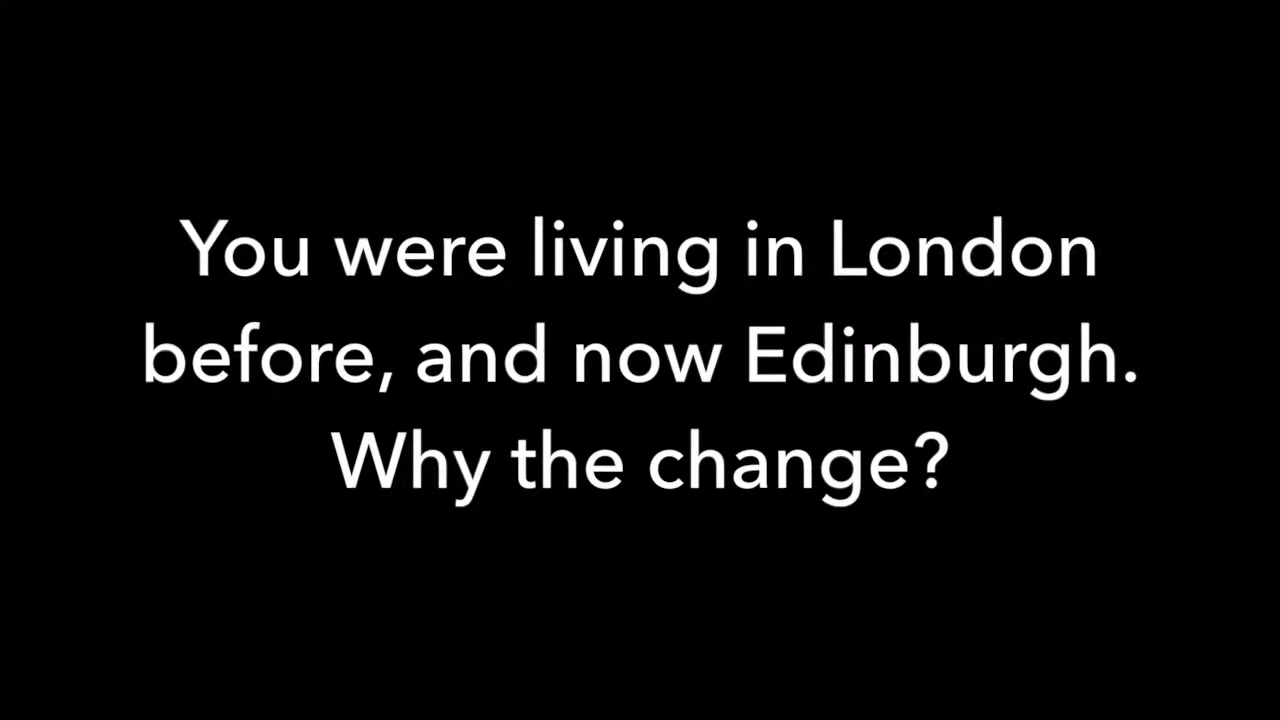 You were living in London
before, and now Edinburgh.
Why the change?